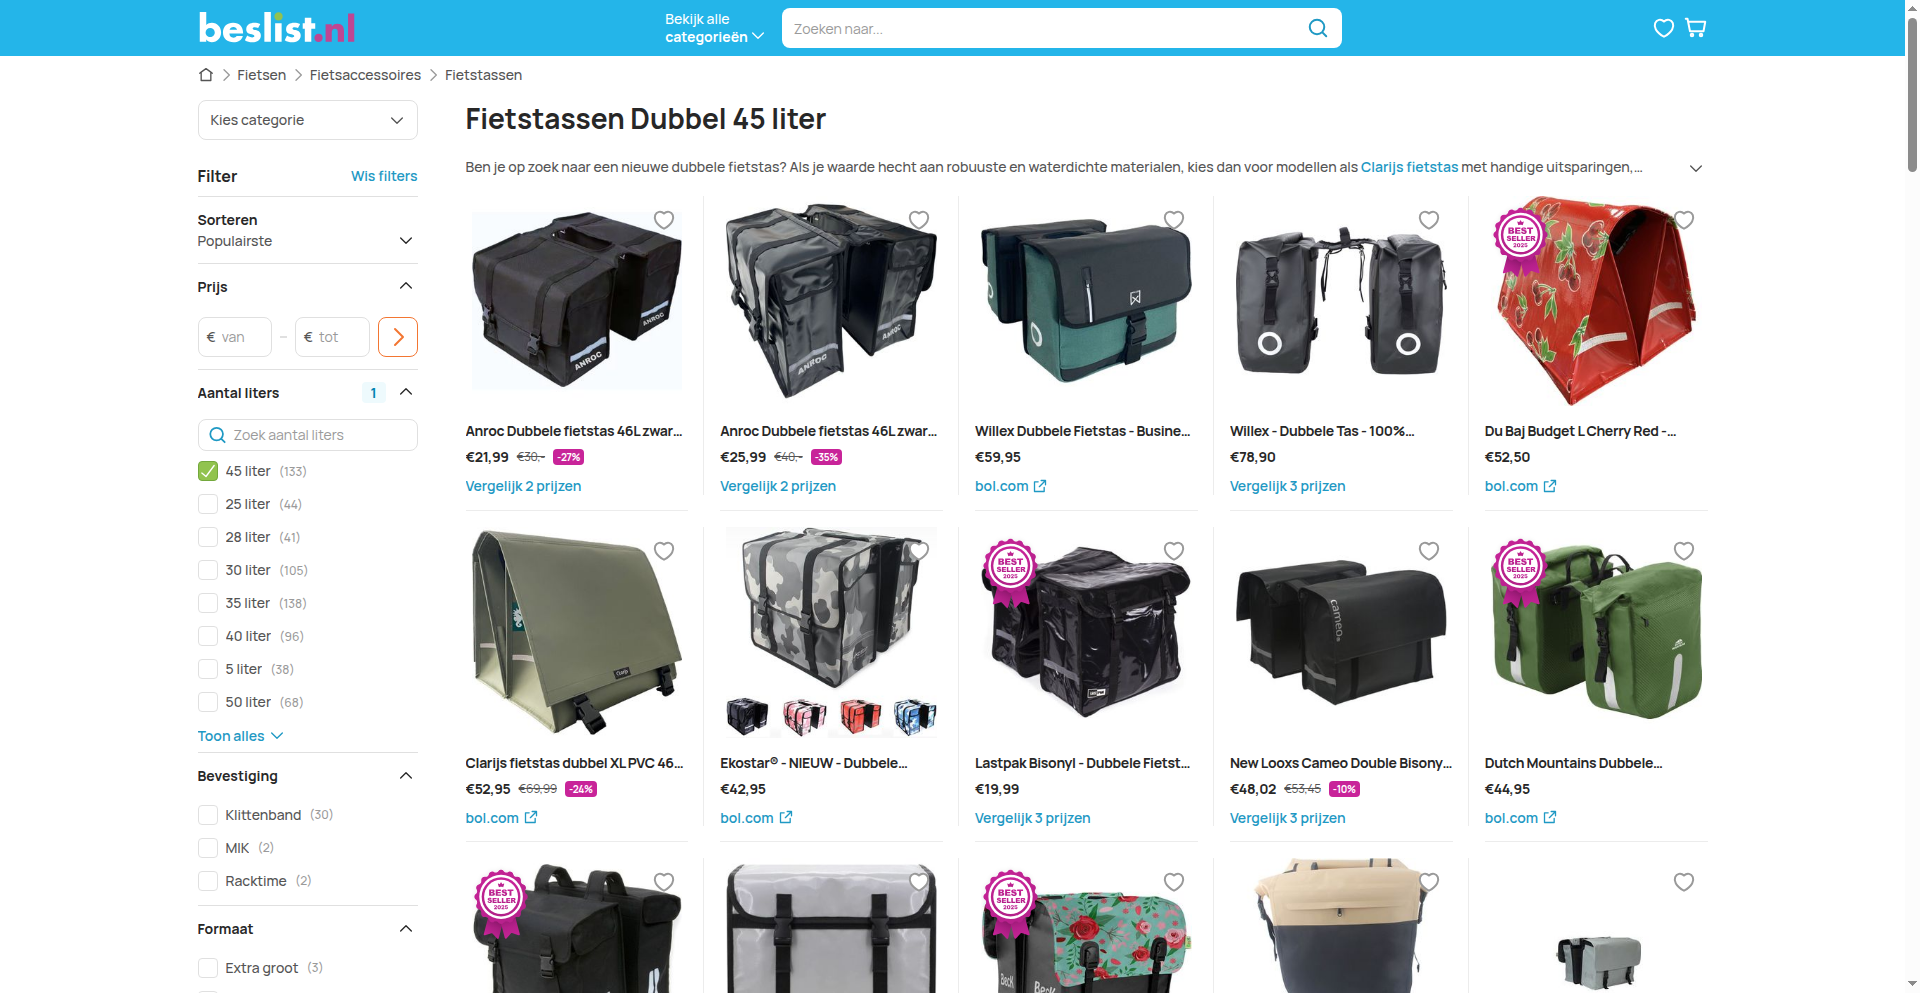 beslist.nl
Bekijk alle
categorieën
Zoeken naar...
Fietsen
Fietsaccessoires
Fietstassen
Kies categorie
Filter
Wis filters
Sorteren
Populairste
Prijs
€ van
–
€ tot
Aantal liters
1
Zoek aantal liters
45 liter (133)
25 liter (44)
28 liter (41)
30 liter (105)
35 liter (138)
40 liter (96)
5 liter (38)
50 liter (68)
Toon alles
Bevestiging
Klittenband (30)
MIK (2)
Racktime (2)
Formaat
Extra groot (3)
Fietstassen Dubbel 45 liter
Ben je op zoek naar een nieuwe dubbele fietstas? Als je waarde hecht aan robuuste en waterdichte materialen, kies dan voor modellen als Clarijs fietstas met handige uitsparingen,...
ANROC
ANROC
Anroc Dubbele fietstas 46L zwar...
€21,99 €30,- -27%
Vergelijk 2 prijzen
ANROC
ANROC
Anroc Dubbele fietstas 46L zwar...
€25,99 €40,- -35%
Vergelijk 2 prijzen
Willex Dubbele Fietstas - Busine...
€59,95
bol.com
Willex - Dubbele Tas - 100%...
€78,90
Vergelijk 3 prijzen
BEST
SELLER
2025
Du Baj Budget L Cherry Red -...
€52,50
bol.com
Clarijs
Clarijs fietstas dubbel XL PVC 46...
€52,95 €69,99 -24%
bol.com
Ekostar® - NIEUW - Dubbele...
€42,95
bol.com
BEST
SELLER
2025
Lastpak Bisonyl - Dubbele Fietst...
€19,99
Vergelijk 3 prijzen
cameo
New Looxs Cameo Double Bisony...
€48,02 €53,45 -10%
Vergelijk 3 prijzen
BEST
SELLER
2025
Dutch Mountains Dubbele...
€44,95
bol.com
BEST
SELLER
2025
BEST
SELLER
2025
Beck
Beck